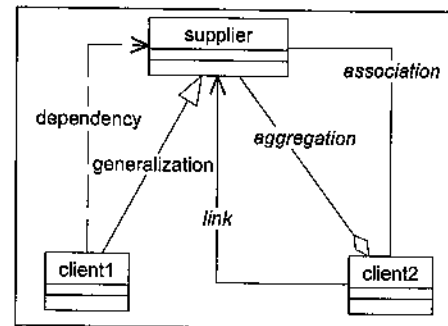 supplier
association
dependency
aggregation
generalization
link
client1
client2